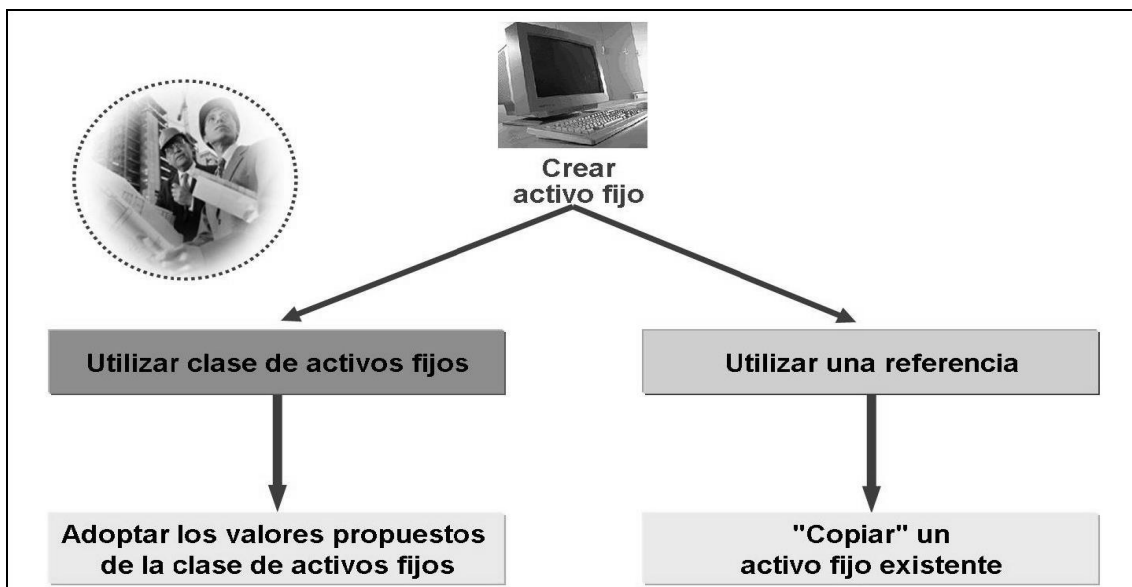 Crear
activo fijo
Utilizar clase de activos fijos
Utilizar una referencia
Adoptar los valores propuestos
de la clase de activos fijos
"Copiar" un
activo fijo existente